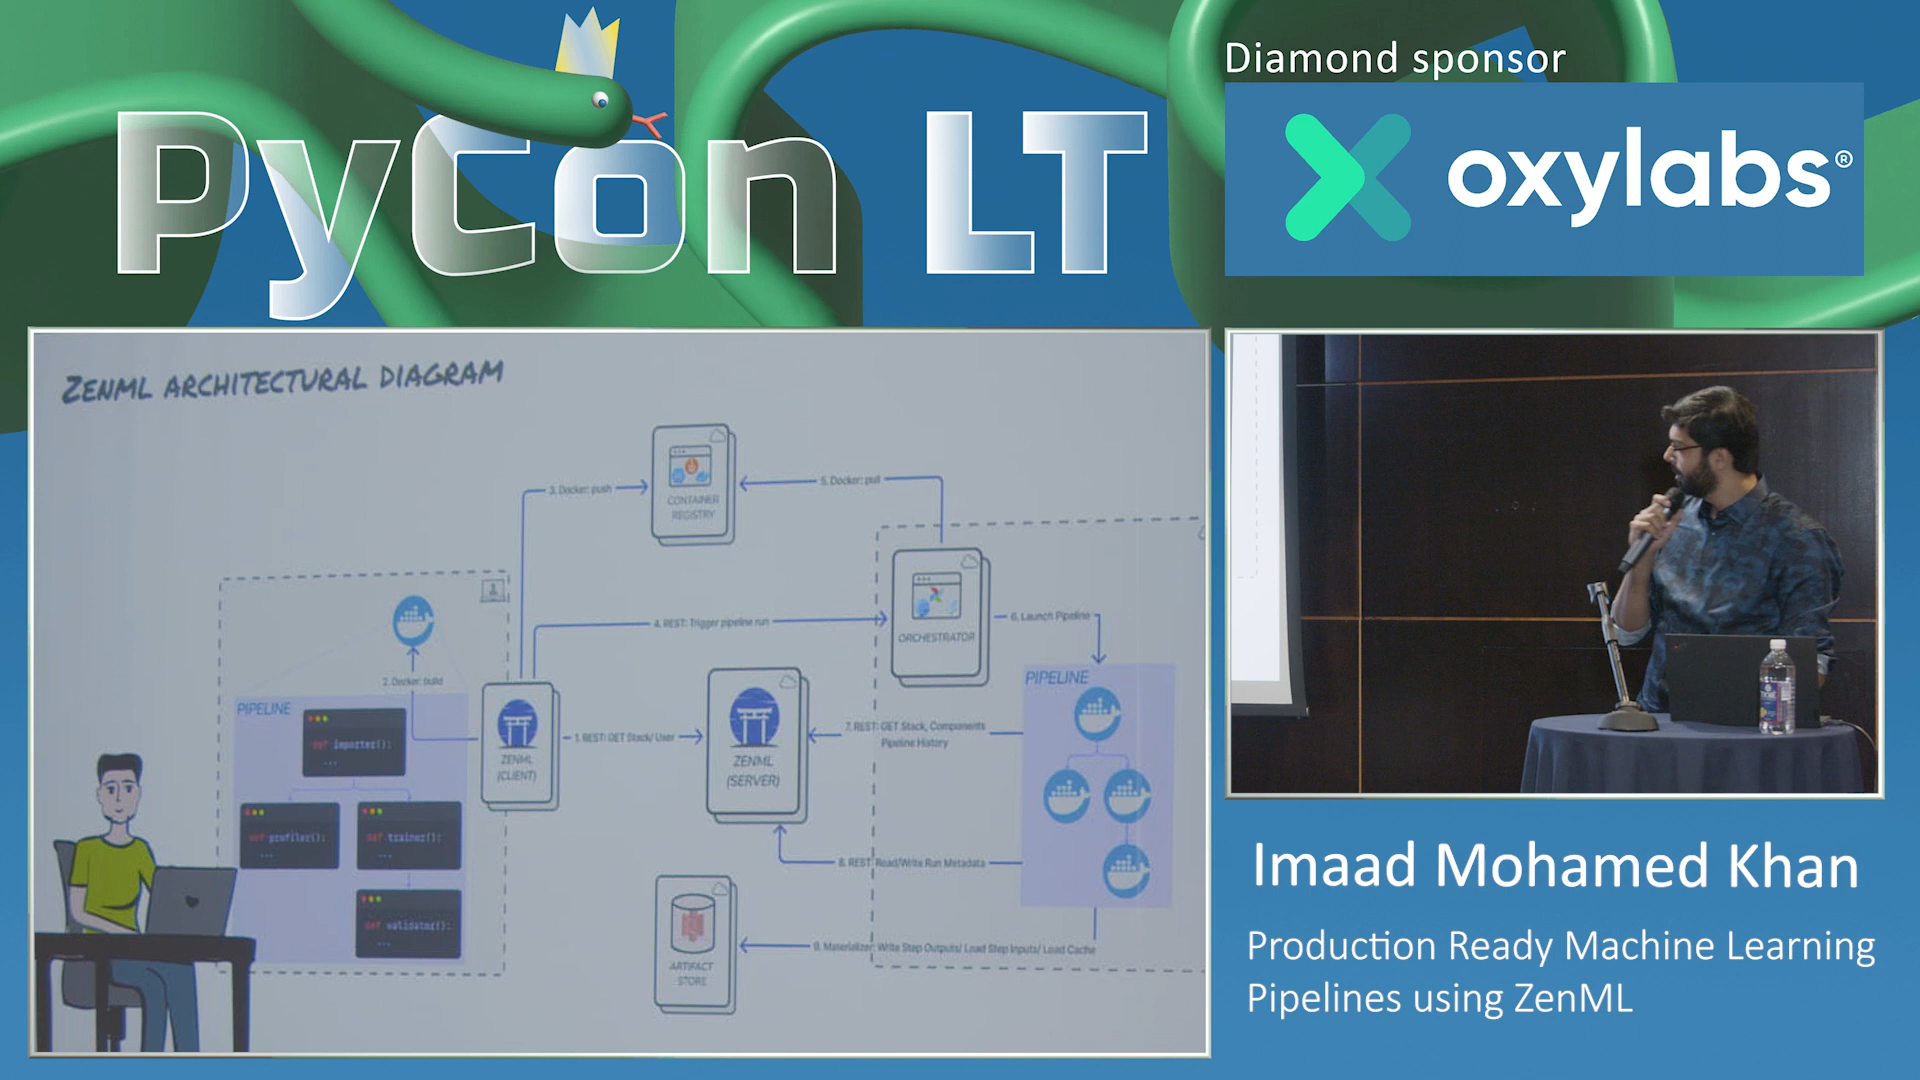 PyCon LT
Diamond sponsor
oxylabs®
ZENML ARCHITECTURAL DIAGRAM
3. Docker: push
CONTAINER
REGISTRY
5. Docker: pull
2. Docker: build
4. REST: Trigger pipeline run
ORCHESTRATOR
6. Launch Pipeline
PIPELINE
def importer():
...
def profiler():
...
def trainer():
...
def validator():
...
ZENML
(CLIENT)
1. REST: GET Stack/ User
ZENML
(SERVER)
7. REST: GET Stack, Components
Pipeline History
PIPELINE
8. REST: Read/Write Run Metadata
9. Materializer: Write Step Outputs/ Load Step Inputs/ Load Cache
ARTIFACT
STORE
Imaad Mohamed Khan
Production Ready Machine Learning
Pipelines using ZenML